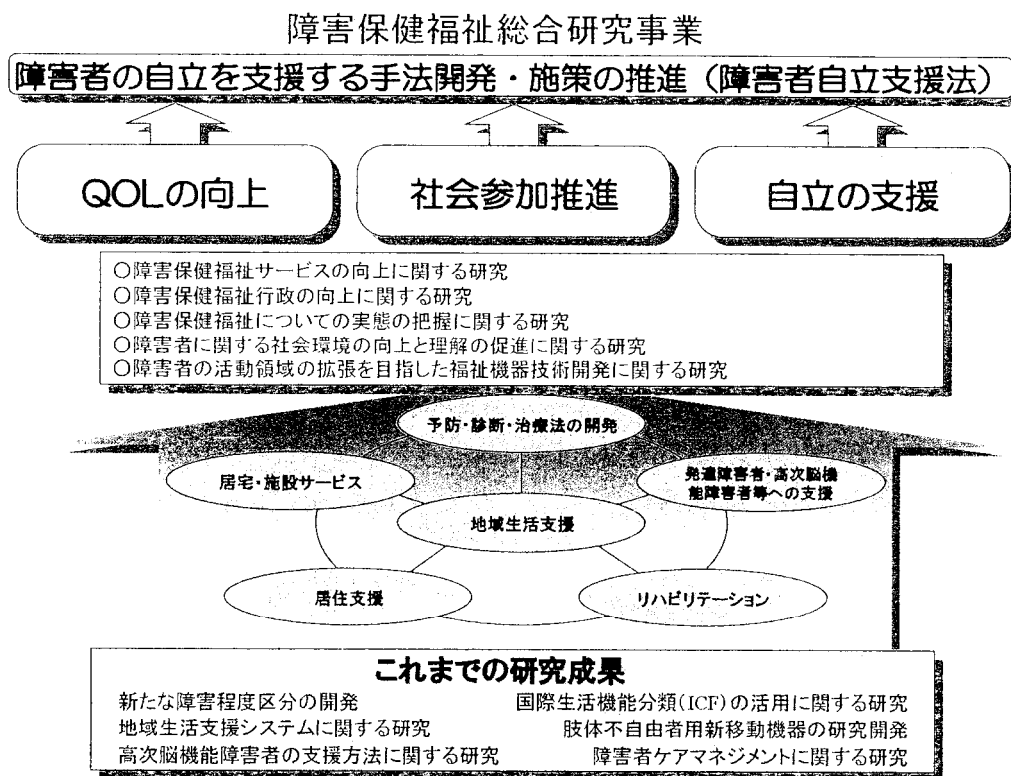 障害保健福祉総合研究事業
障害者の自立を支援する手法開発・施策の推進（障害者自立支援法）
QOLの向上
社会参加推進
自立の支援
○障害保健福祉サービスの向上に関する研究
○障害保健福祉行政の向上に関する研究
○障害保健福祉についての実態の把握に関する研究
○障害者に関する社会環境の向上と理解の促進に関する研究
○障害者の活動領域の拡張を目指した福祉機器技術開発に関する研究
予防・診断・治療法の開発
居宅・施設サービス
発達障害者・高次脳機
能障害者等への支援
地域生活支援
居住支援
リハビリテーション
これまでの研究成果
新たな障害程度区分の開発
国際生活機能分類（ICF）の活用に関する研究
地域生活支援システムに関する研究
肢体不自由者用新移動機器の研究開発
高次脳機能障害者の支援方法に関する研究
障害者ケアマネジメントに関する研究